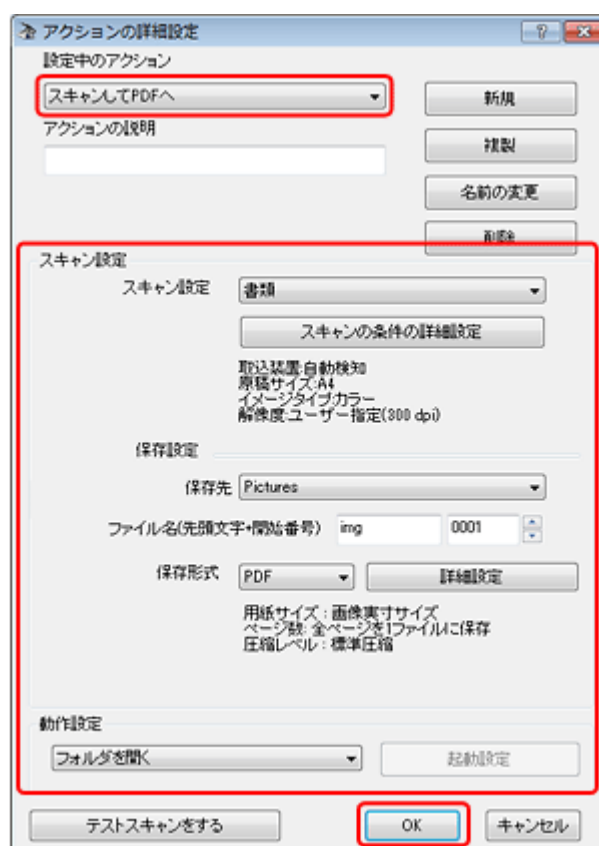 アクションの詳細設定
設定中のアクション
スキャンしてPDFへ
新規
アクションの説明
複製
名前の変更
削除
スキャン設定
スキャン設定 書類
スキャンの条件の詳細設定
取込装置:自動検知
原稿サイズ:A4
イメージタイプ:カラー
解像度:ユーザー指定(300 dpi)
保存設定
保存先 Pictures
ファイル名(先頭文字+開始番号) img 0001
保存形式 PDF 詳細設定
用紙サイズ : 画像実寸サイズ
ページ数: 全ページを1ファイルに保存
圧縮レベル : 標準圧縮
動作設定
フォルダを開く 起動設定
テストスキャンをする OK キャンセル